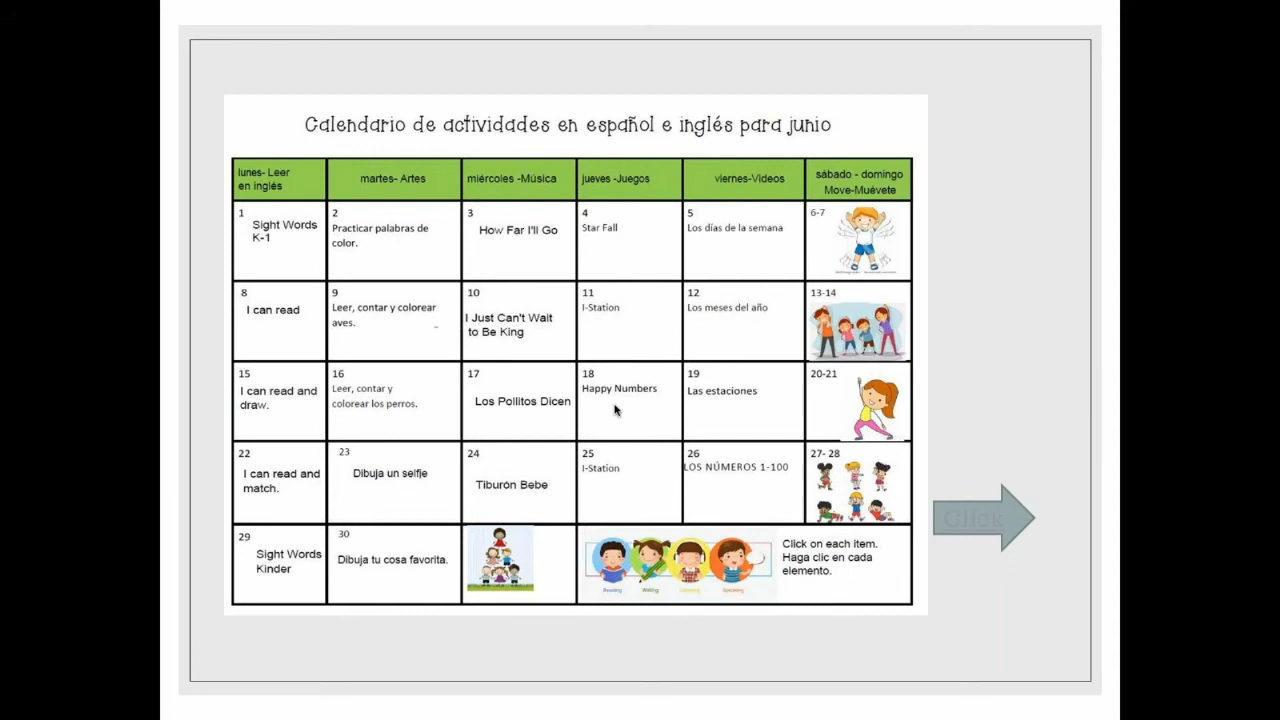 Calendario de actividades en español e inglés para junio
lunes- Leer
en inglés
martes- Artes
miércoles -Música
jueves -Juegos
viernes-Videos
sábado - domingo
Move-Muévete
1
Sight Words
K-1
2
Practicar palabras de
color.
3
How Far I'll Go
4
Star Fall
5
Los días de la semana
6-7
8
I can read
9
Leer, contar y colorear
aves.
10
I Just Can't Wait
to Be King
11
I-Station
12
Los meses del año
13-14
15
I can read and
draw.
16
Leer, contar y
colorear los perros.
17
Los Pollitos Dicen
18
Happy Numbers
19
Las estaciones
20-21
22
I can read and
match.
23
Dibuja un selfie
24
Tiburón Bebe
25
I-Station
26
LOS NÚMEROS 1-100
27- 28
29
Sight Words
Kinder
30
Dibuja tu cosa favorita.
Reading
Writing
Speaking
Click on each item.
Haga clic en cada
elemento.
Click